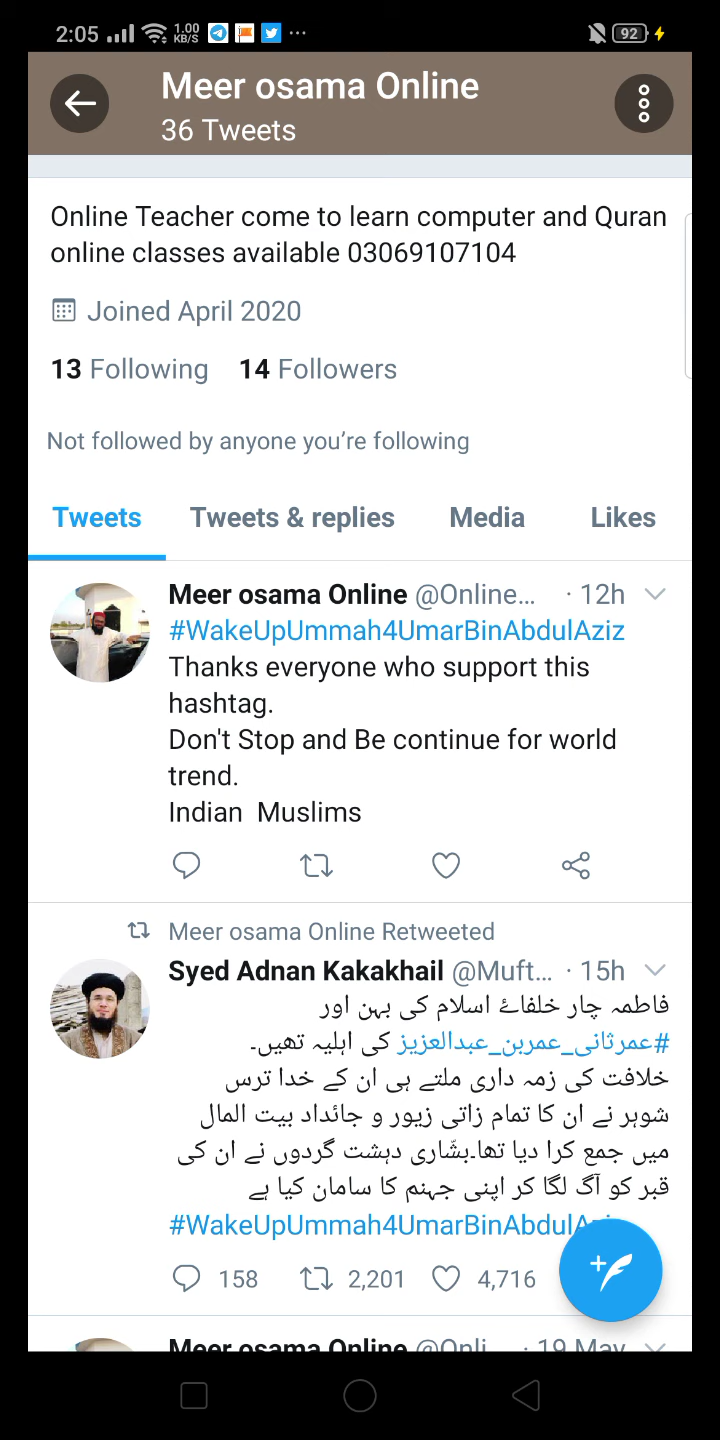 2:05 1.00 KB/S ... 92
Meer osama Online
36 Tweets
Online Teacher come to learn computer and Quran
online classes available 03069107104
Joined April 2020
13 Following 14 Followers
Not followed by anyone you're following
Tweets Tweets & replies Media Likes
Meer osama Online @Online... · 12h
#WakeUpUmmah4UmarBinAbdulAziz
Thanks everyone who support this
hashtag.
Don't Stop and Be continue for world
trend.
Indian Muslims
Meer osama Online Retweeted
Syed Adnan Kakakhail @Muft... · 15h
فاطمہ چار خلفائے اسلام کی بہن اور
#عمرثانی_عمربن_عبدالعزیز کی اہلیہ تھیں۔
خلافت کی زمہ داری ملتے ہی ان کے خدا ترس
شوہر نے ان کا تمام زاتی زیور و جائداد بیت المال
میں جمع کرا دیا تھا۔بشّاری دہشت گردوں نے ان کی
قبر کو آگ لگا کر اپنی جہنم کا سامان کیا ہے
#WakeUpUmmah4UmarBinAbdulAziz
158 2,201 4,716
Meer osama Online @Onli... · 19 May